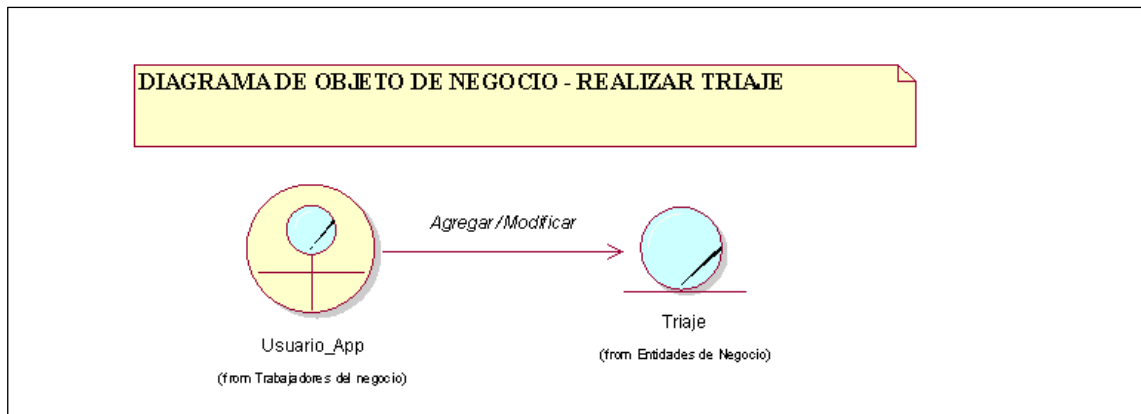 DIAGRAMA DE OBJETO DE NEGOCIO - REALIZAR TRIAJE
Agregar/Modificar
Usuario_App
(from Trabajadores del negocio)
Triaje
(from Entidades de Negocio)